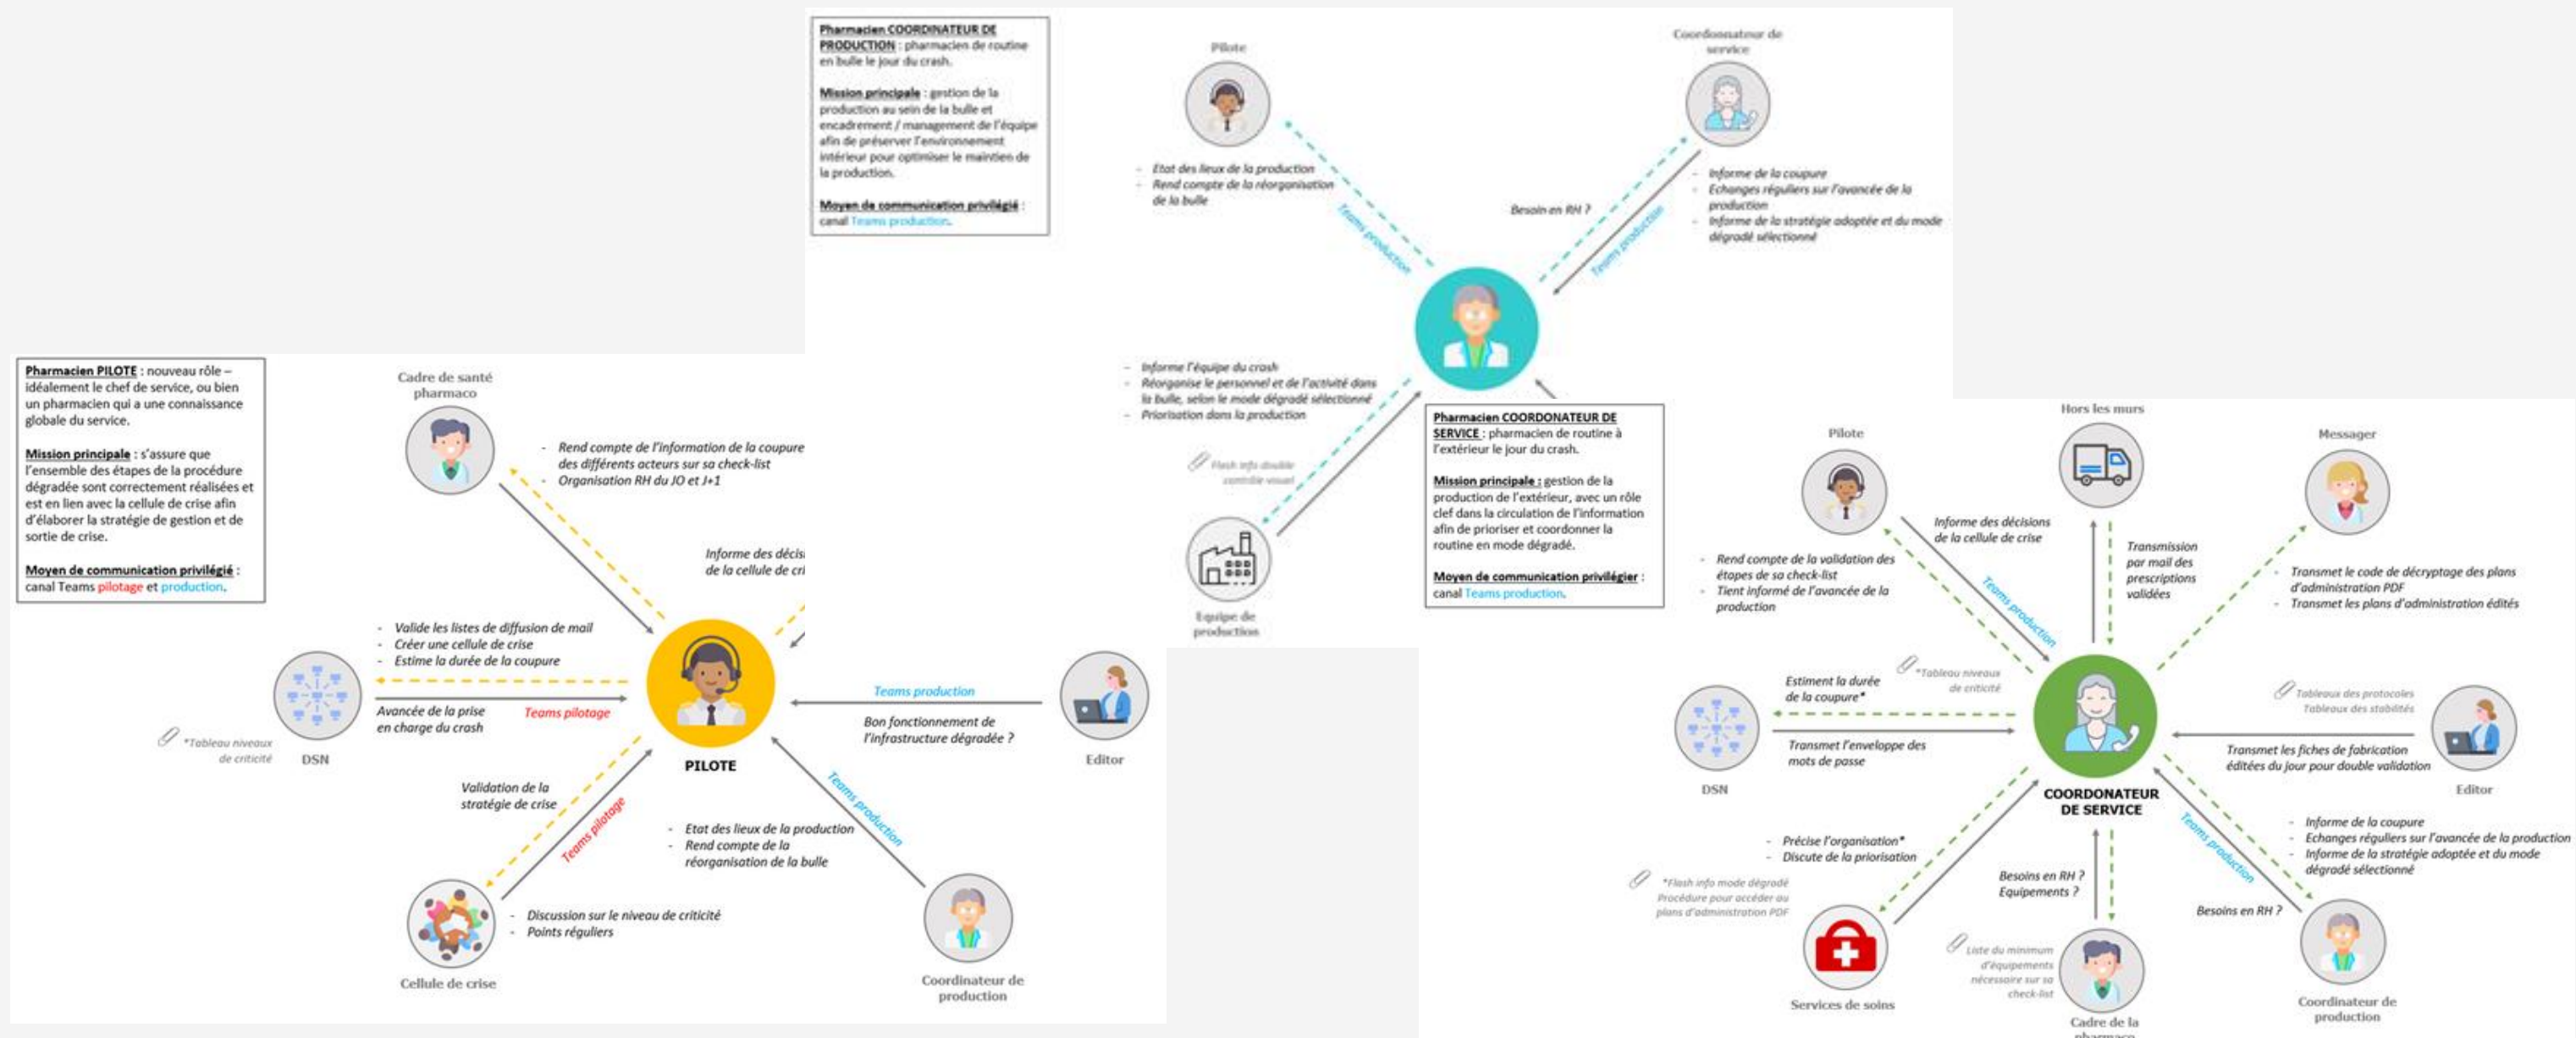 Pharmacien COORDINATEUR DE
PRODUCTION : pharmacien de routine
en bulle le jour du crash.
Mission principale : gestion de la
production au sein de la bulle et
encadrement / management de l'équipe
afin de préserver l'environnement
intérieur pour optimiser le maintien de
la production.
Moyen de communication privilégié :
canal Teams production.
Pilote
Coordonnateur de
service
- Etat des lieux de la production
- Rend compte de la réorganisation
de la bulle
Teams production
Besoin en RH ?
Teams production
- Informe de la coupure
- Echanges réguliers sur l'avancée de la
production
- Informe de la stratégie adoptée et du mode
dégradé sélectionné
- Informe l'équipe du crash
- Réorganise le personnel et de l'activité dans
la bulle, selon le mode dégradé sélectionné
- Priorisation dans la production
Flash info double
contrôle visuel
Equipe de
production
Pharmacien PILOTE : nouveau rôle –
idéalement le chef de service, ou bien
un pharmacien qui a une connaissance
globale du service.
Mission principale : s'assure que
l'ensemble des étapes de la procédure
dégradée sont correctement réalisées et
est en lien avec la cellule de crise afin
d'élaborer la stratégie de gestion et de
sortie de crise.
Moyen de communication privilégié :
canal Teams pilotage et production.
Cadre de santé
pharmaco
- Rend compte de l'information de la coupure
des différents acteurs sur sa check-list
- Organisation RH du JO et J+1
Informe des décis
de la cellule de cri
- Valide les listes de diffusion de mail
- Créer une cellule de crise
- Estime la durée de la coupure
Avancée de la prise
en charge du crash
Teams pilotage
*Tableau niveaux
de criticité
DSN
PILOTE
Teams production
Bon fonctionnement de
l'infrastructure dégradée ?
Editor
Validation de la
stratégie de crise
Teams pilotage
- Etat des lieux de la production
- Rend compte de la
réorganisation de la bulle
Teams production
- Discussion sur le niveau de criticité
- Points réguliers
Cellule de crise
Coordinateur de
production
Pharmacien COORDONATEUR DE
SERVICE : pharmacien de routine à
l'extérieur le jour du crash.
Mission principale : gestion de la
production de l'extérieur, avec un rôle
clef dans la circulation de l'information
afin de prioriser et coordonner la
routine en mode dégradé.
Moyen de communication privilégier :
canal Teams production.
Pilote
Hors les murs
Messager
Informe des décisions
de la cellule de crise
- Rend compte de la validation des
étapes de sa check-list
- Tient informé de l'avancée de la
production
Teams production
Transmission
par mail des
prescriptions
validées
- Transmet le code de décryptage des plans
d'administration PDF
- Transmet les plans d'administration édités
Estiment la durée
de la coupure*
*Tableau niveaux
de criticité
Transmet l'enveloppe des
mots de passe
DSN
Tableaux des protocoles
Tableaux des stabilités
Transmet les fiches de fabrication
éditées du jour pour double validation
Editor
COORDONATEUR
DE SERVICE
- Précise l'organisation*
- Discute de la priorisation
*Flash info mode dégradé
Procédure pour accéder au
plans d'administration PDF
Services de soins
Besoins en RH ?
Equipements ?
Liste du minimum
d'équipements
nécessaire sur sa
check-list
Cadre de la
pharmaco
Teams production
- Informe de la coupure
- Echanges réguliers sur l'avancée de la production
- Informe de la stratégie adoptée et du mode
dégradé sélectionné
Besoins en RH ?
Coordinateur de
production